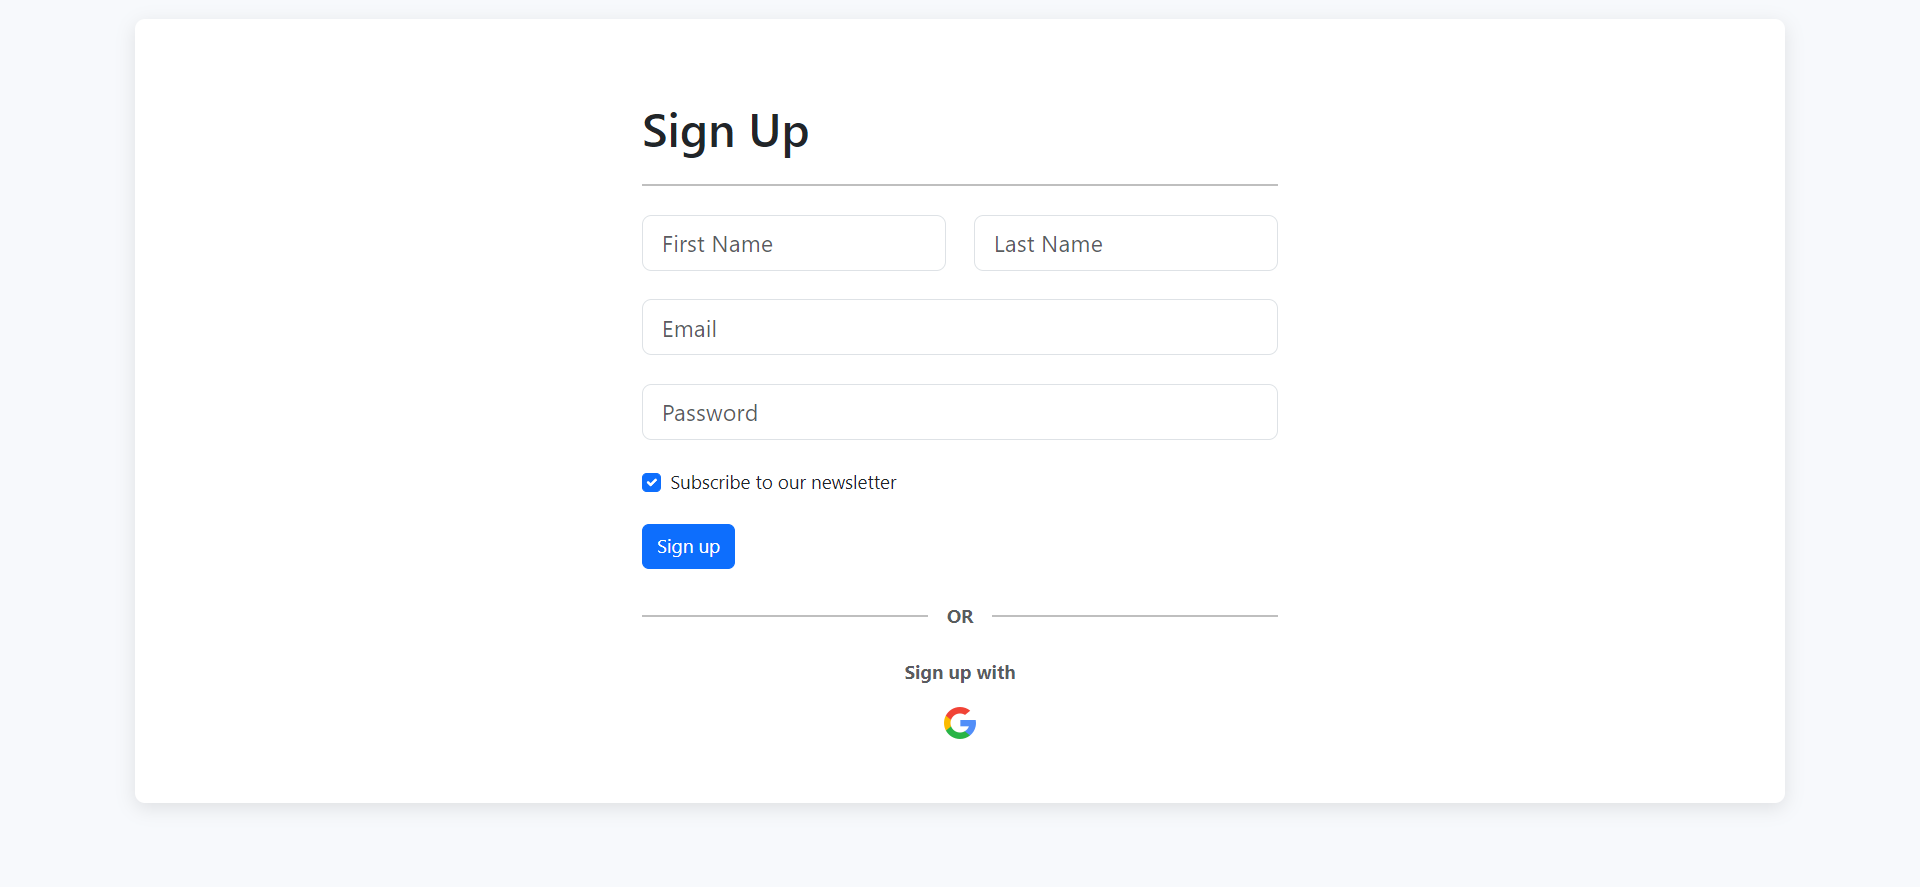 Sign Up
First Name
Last Name
Email
Password
Subscribe to our newsletter
Sign up
OR
Sign up with